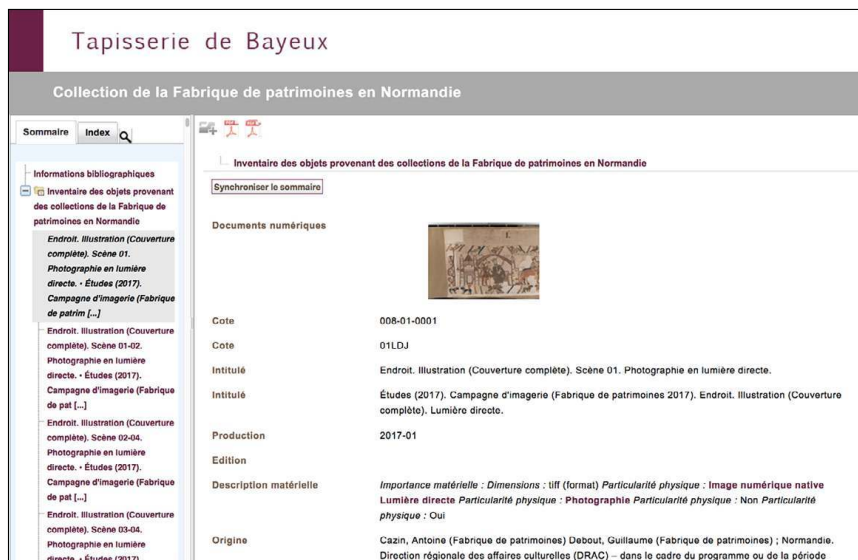 Tapisserie de Bayeux
Collection de la Fabrique de patrimoines en Normandie
Sommaire
Index
Informations bibliographiques
Inventaire des objets provenant
des collections de la Fabrique de
patrimoines en Normandie
Endroit. Illustration (Couverture
complète). Scène 01.
Photographie en lumière
directe. • Études (2017).
Campagne d'imagerie (Fabrique
de patrim [...]
Endroit. Illustration (Couverture
complète). Scène 01-02.
Photographie en lumière
directe. • Études (2017).
Campagne d'imagerie (Fabrique
de pat [...]
Endroit. Illustration (Couverture
complète). Scène 02-04.
Photographie en lumière
directe. • Études (2017).
Campagne d'imagerie (Fabrique
de pat [...]
Endroit. Illustration (Couverture
complète). Scène 03-04.
Photographie en lumière
directe. • Études (2017).
Inventaire des objets provenant des collections de la Fabrique de patrimoines en Normandie
Synchroniser le sommaire
Documents numériques
Cote 008-01-0001
Cote 01LDJ
Intitulé Endroit. Illustration (Couverture complète). Scène 01. Photographie en lumière directe.
Intitulé Études (2017). Campagne d'imagerie (Fabrique de patrimoines 2017). Endroit. Illustration (Couverture
complète). Lumière directe.
Production 2017-01
Edition
Description matérielle Importance matérielle : Dimensions : tiff (format) Particularité physique : Image numérique native
Lumière directe Particularité physique : Photographie Particularité physique : Non Particularité
physique : Oui
Origine Cazin, Antoine (Fabrique de patrimoines) Debout, Guillaume (Fabrique de patrimoines) ; Normandie.
Direction régionale des affaires culturelles (DRAC) – dans le cadre du programme ou de la période